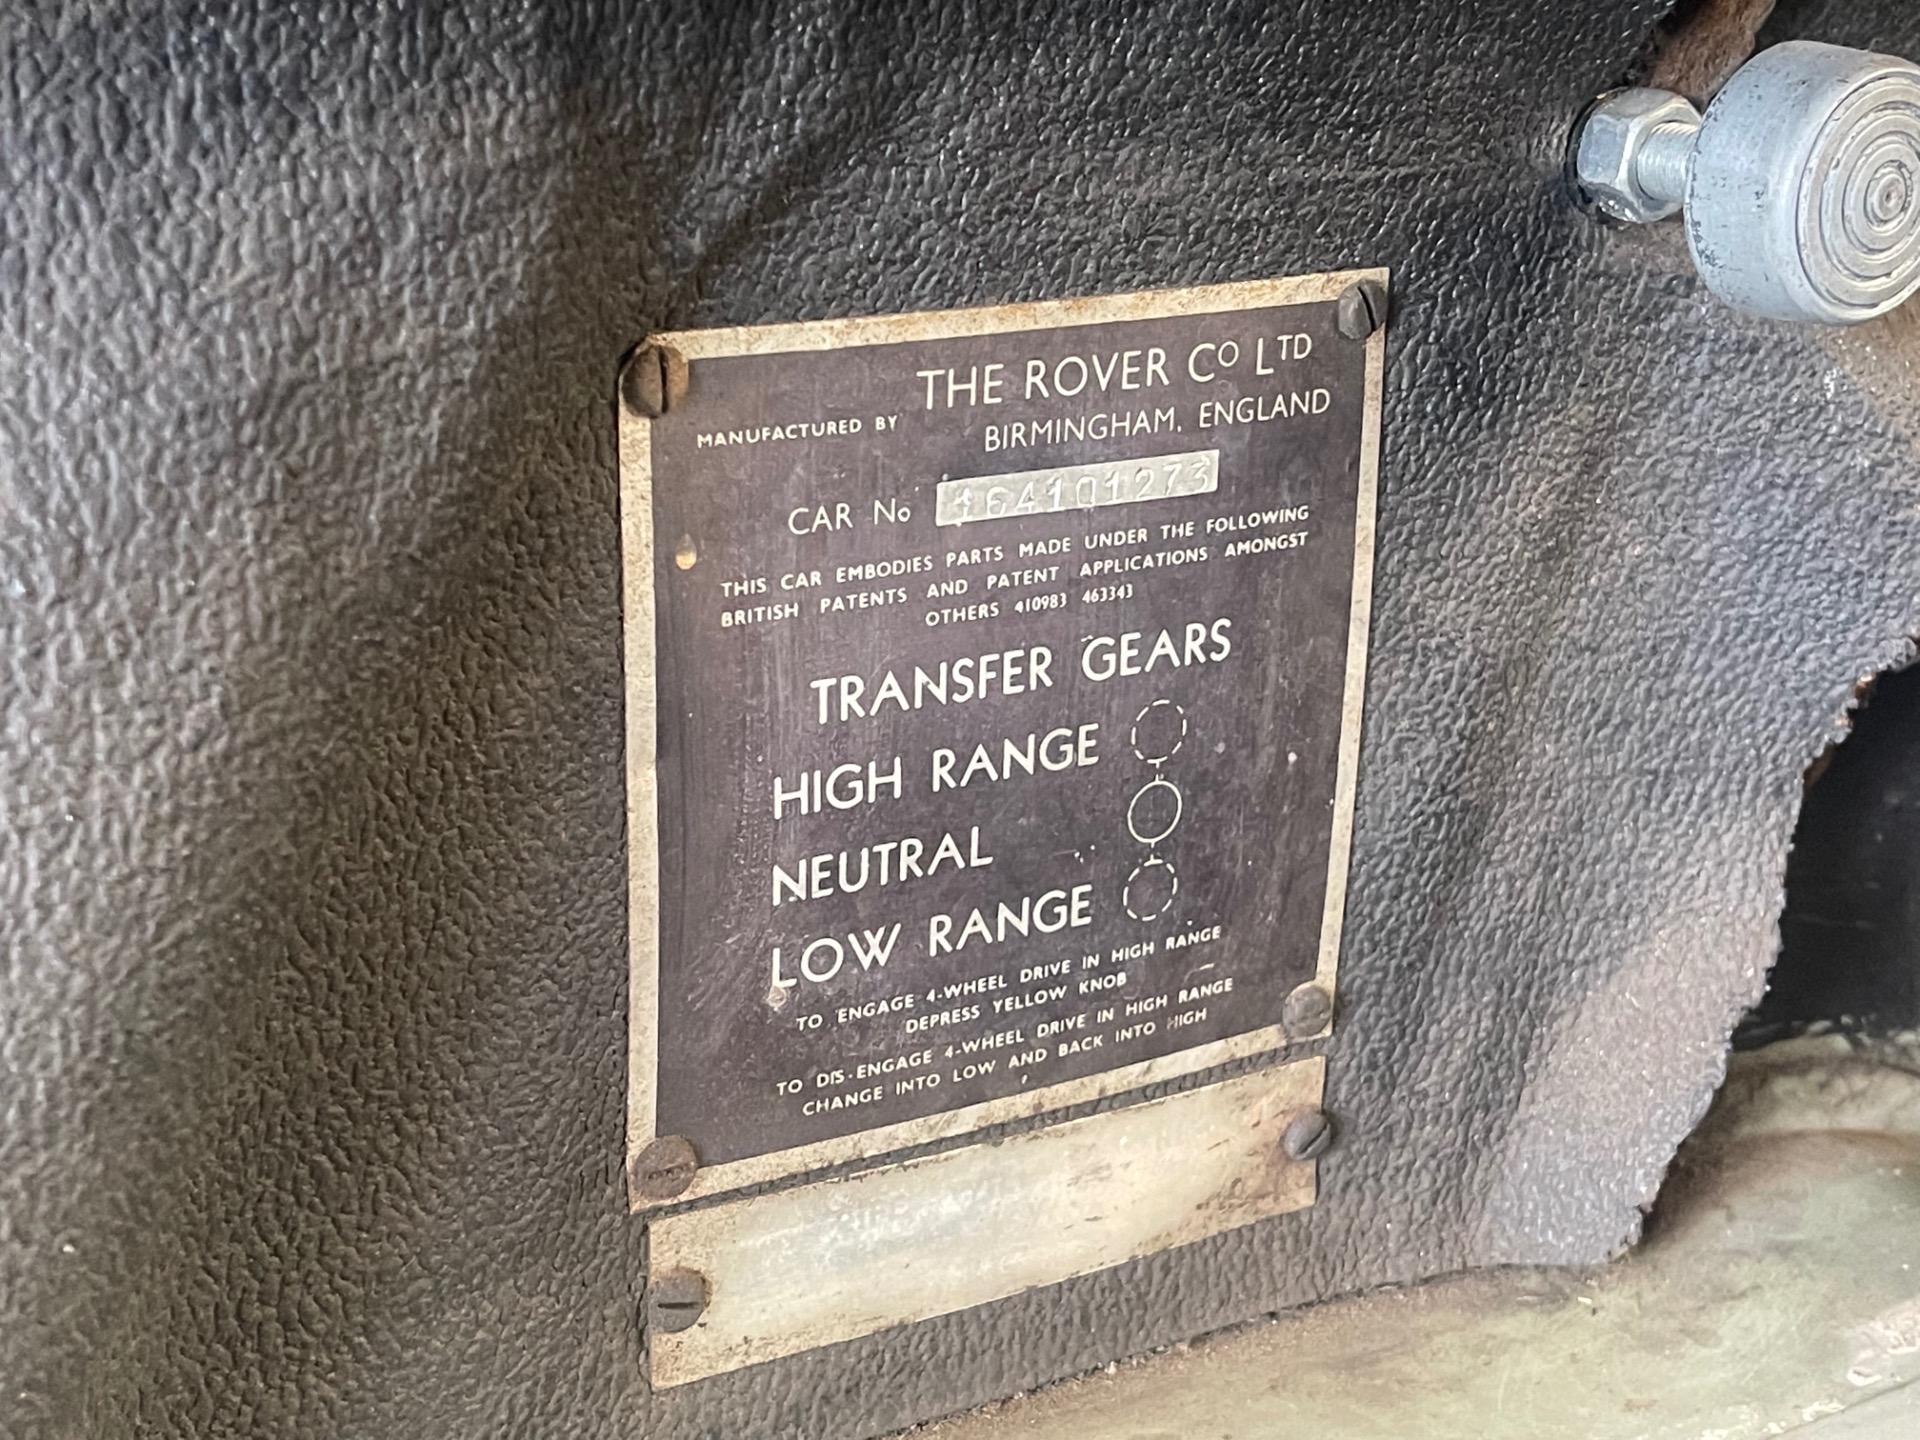 MANUFACTURED BY THE ROVER CO LTD
BIRMINGHAM, ENGLAND
CAR No 164101273
THIS CAR EMBODIES PARTS MADE UNDER THE FOLLOWING
BRITISH PATENTS AND PATENT APPLICATIONS AMONGST
OTHERS 410983 463343
TRANSFER GEARS
HIGH RANGE
NEUTRAL
LOW RANGE
TO ENGAGE 4-WHEEL DRIVE IN HIGH RANGE
DEPRESS YELLOW KNOB
TO DIS-ENGAGE 4-WHEEL DRIVE IN HIGH RANGE
CHANGE INTO LOW AND BACK INTO HIGH